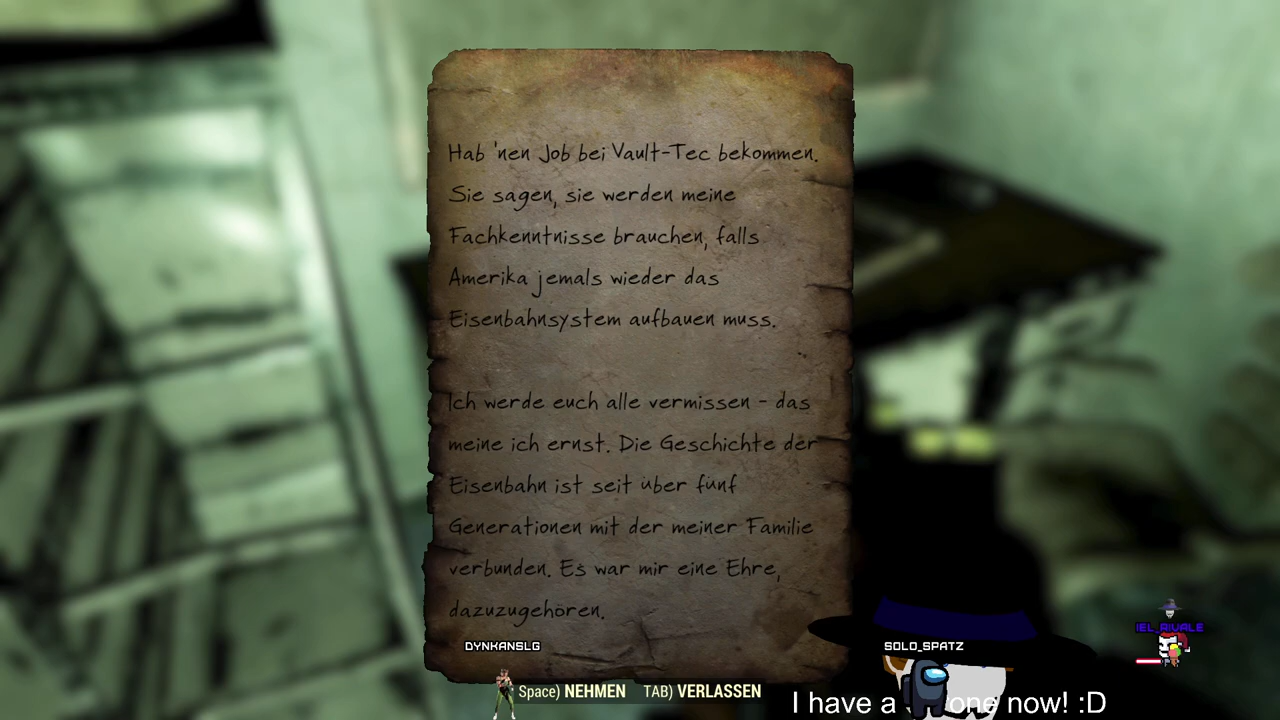 Hab 'nen Job bei Vault-Tec bekommen.
Sie sagen, sie werden meine
Fachkenntnisse brauchen, falls
Amerika jemals wieder das
Eisenbahnsystem aufbauen muss.
Ich werde euch alle vermissen - das
meine ich ernst. Die Geschichte der
Eisenbahn ist seit über fünf
Generationen mit der meiner Familie
verbunden. Es war mir eine Ehre,
dazuzugehören.
DYNKANSLG
SOLO_SPATZ
IEL_RIVALE
Space) NEHMEN TAB) VERLASSEN
I have a one now! :D